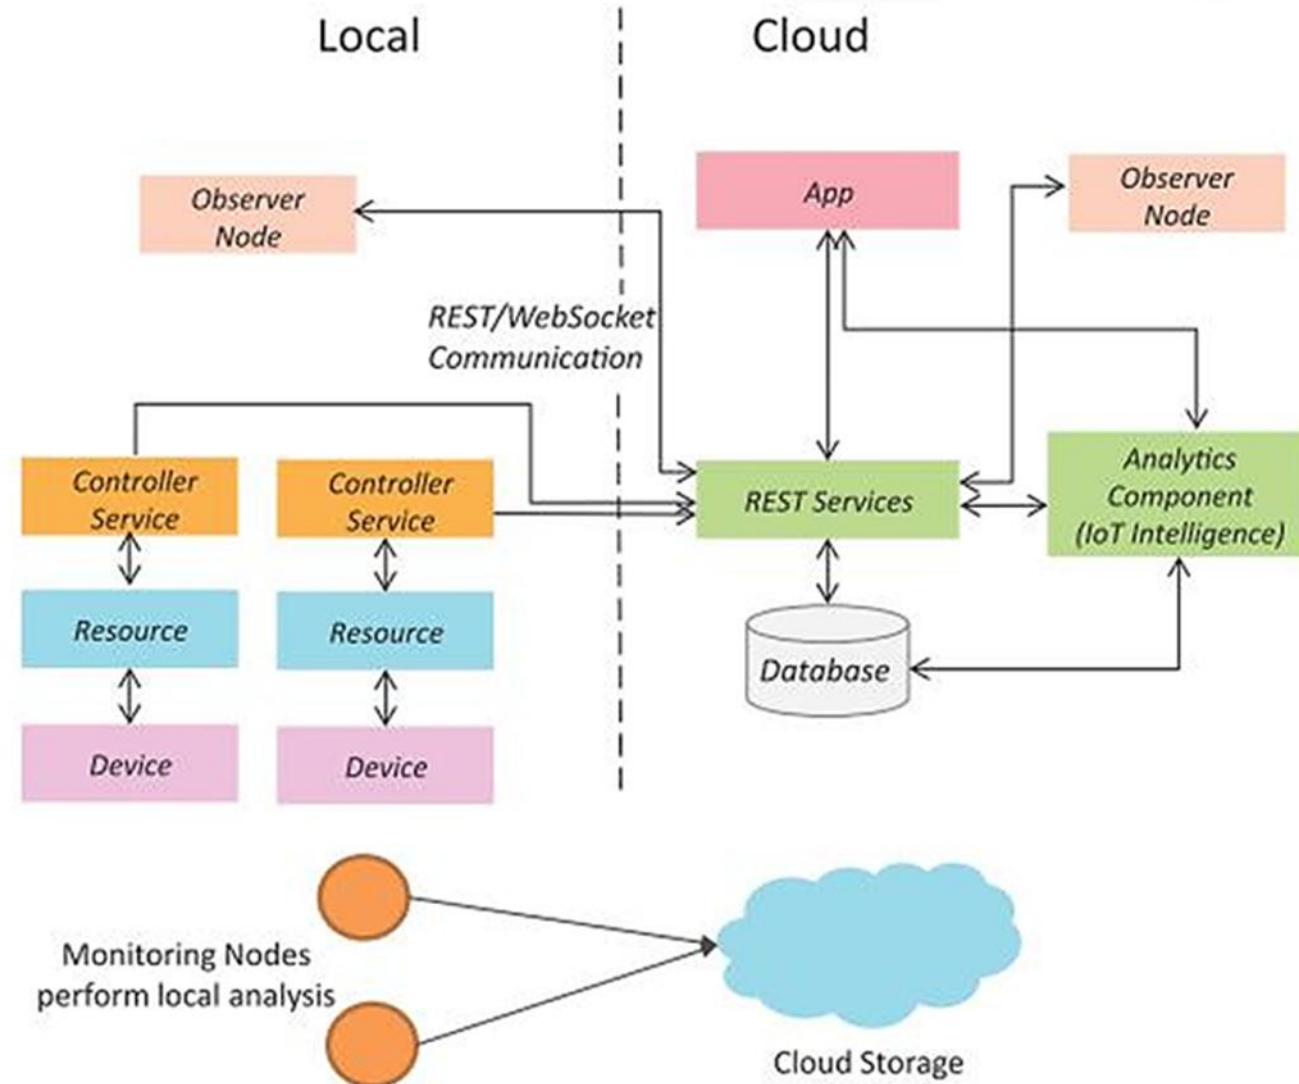 Local
Cloud
Observer
Node
App
Observer
Node
REST/WebSocket
Communication
Controller
Service
Controller
Service
REST Services
Analytics
Component
(IoT Intelligence)
Resource
Resource
Database
Device
Device
Monitoring Nodes
perform local analysis
Cloud Storage